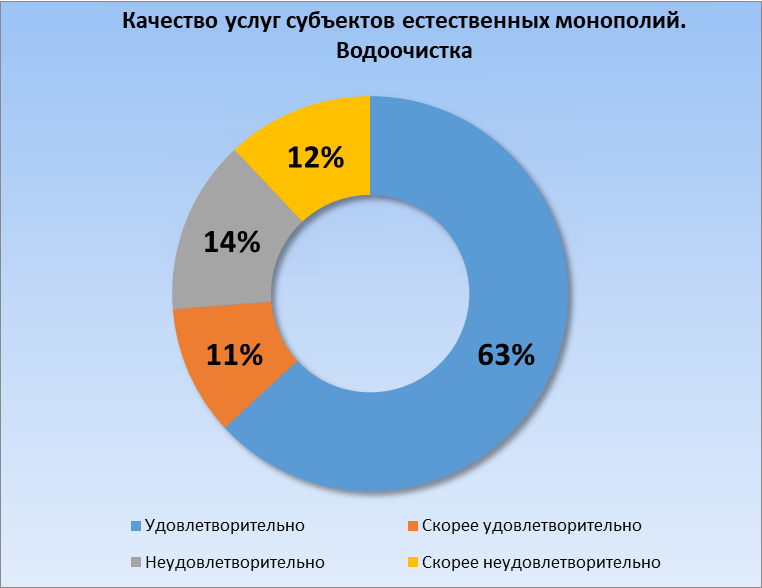 Качество услуг субъектов естественных монополий.
Водоочистка
12%
14%
11%
63%
Удовлетворительно
Скорее удовлетворительно
Неудовлетворительно
Скорее неудовлетворительно